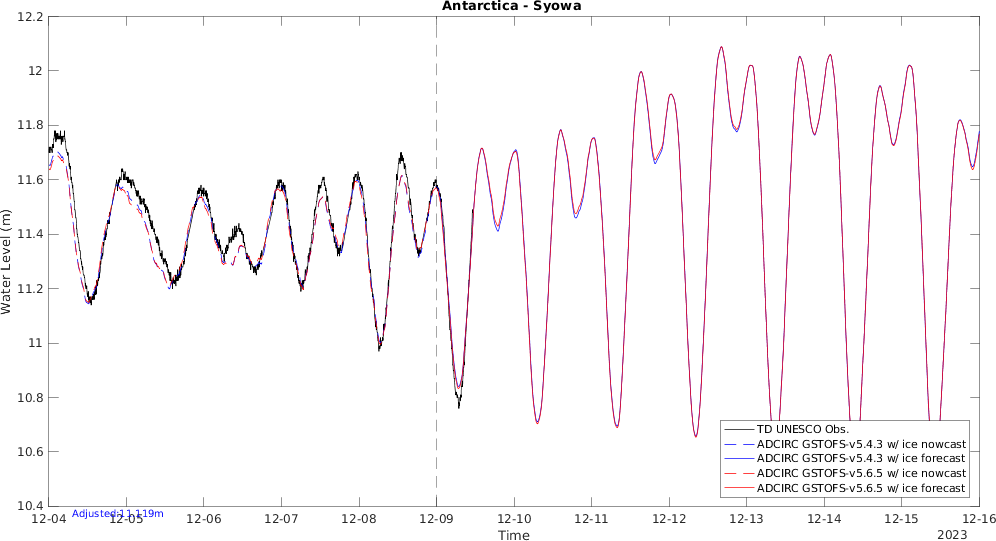 Antarctica - Syowa
12.2
12
11.8
11.6
11.4
11.2
11
10.8
10.6
10.4
Water Level (m)
TD UNESCO Obs.
ADCIRC GSTOFS-v5.4.3 w/ ice nowcast
ADCIRC GSTOFS-v5.4.3 w/ ice forecast
ADCIRC GSTOFS-v5.6.5 w/ ice nowcast
ADCIRC GSTOFS-v5.6.5 w/ ice forecast
Adjusted:11.119m
12-04 12-05 12-06 12-07 12-08 12-09 12-10 12-11 12-12 12-13 12-14 12-15 12-16
Time
2023